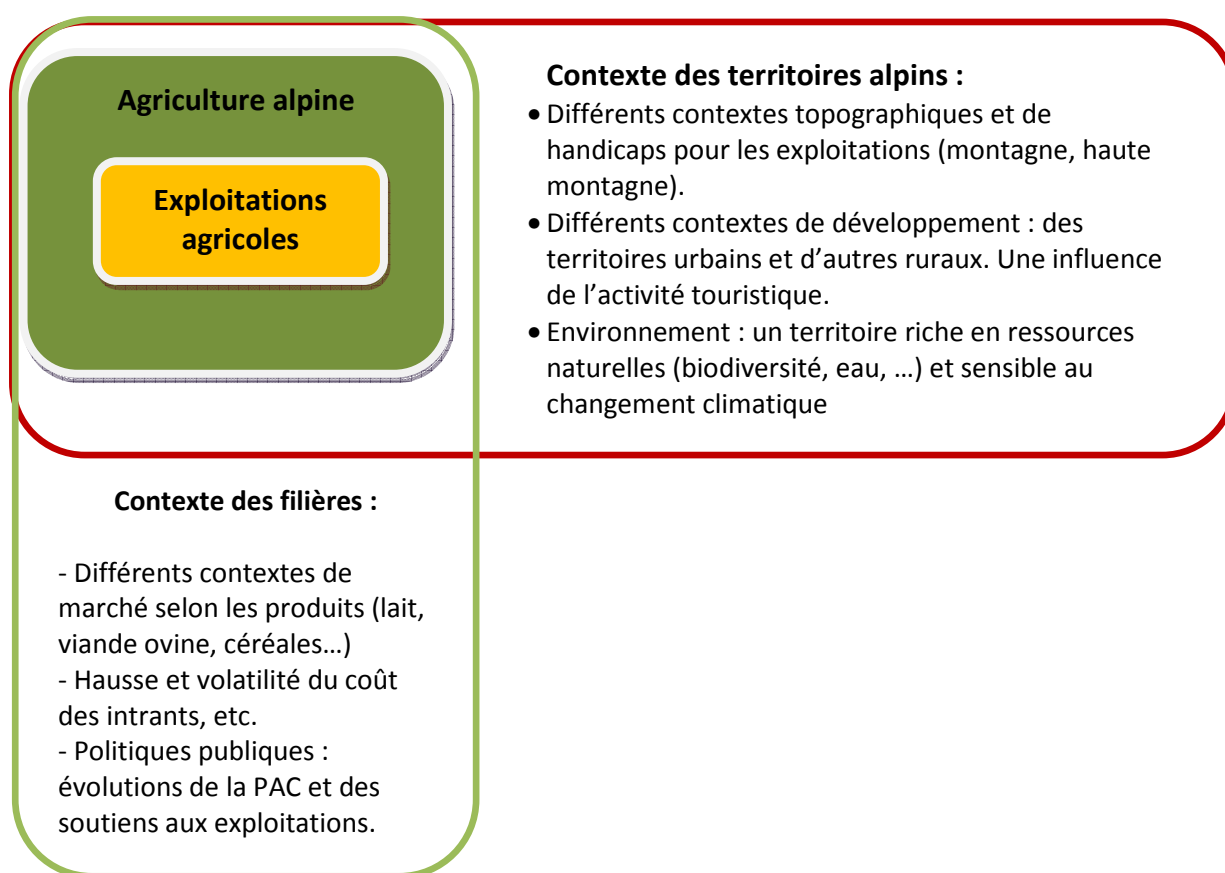 Agriculture alpine
Exploitations
agricoles
Contexte des territoires alpins :
• Différents contextes topographiques et de
handicaps pour les exploitations (montagne, haute
montagne).
• Différents contextes de développement : des
territoires urbains et d’autres ruraux. Une influence
de l’activité touristique.
• Environnement : un territoire riche en ressources
naturelles (biodiversité, eau, …) et sensible au
changement climatique
Contexte des filières :
- Différents contextes de
marché selon les produits (lait,
viande ovine, céréales…)
- Hausse et volatilité du coût
des intrants, etc.
- Politiques publiques :
évolutions de la PAC et des
soutiens aux exploitations.